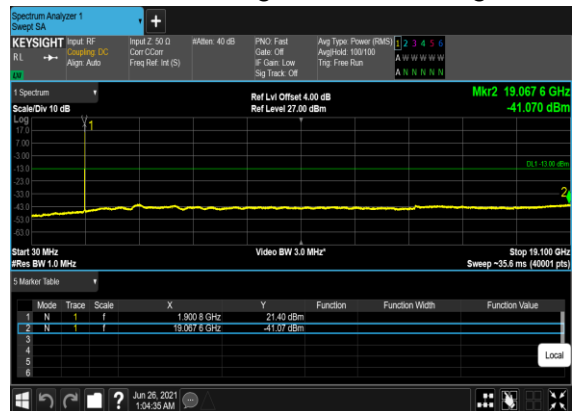 Spectrum Analyzer 1
Swept SA
+
KEYSIGHT Input: RF Input Z: 50 Ω #Atten: 40 dB PNO: Fast Avg Type: Power (RMS) 1 2 3 4 5 6
RL Coupling: DC Corr CCorr Gate: Off Avg|Hold: 100/100 A W W W W W
Align: Auto Freq Ref: Int (S) IF Gain: Low Trig: Free Run
Sig Track: Off A N N N N N
1 Spectrum Ref Lvl Offset 4.00 dB Mkr2 19.067 6 GHz
Scale/Div 10 dB Ref Level 27.00 dBm -41.070 dBm
Log
17.0
1
7.00
-3.00
-13.0
DL1 -13.00 dBm
-23.0
-33.0
2
-43.0
-53.0
-63.0
Start 30 MHz Video BW 3.0 MHz* Stop 19.100 GHz
#Res BW 1.0 MHz Sweep ~35.6 ms (40001 pts)
5 Marker Table
Mode Trace Scale X Y Function Function Width Function Value
1 N 1 f 1.900 8 GHz 21.40 dBm
2 N 1 f 19.067 6 GHz -41.07 dBm
3
4
5
6
Local
? Jun 26, 2021
1:04:35 AM